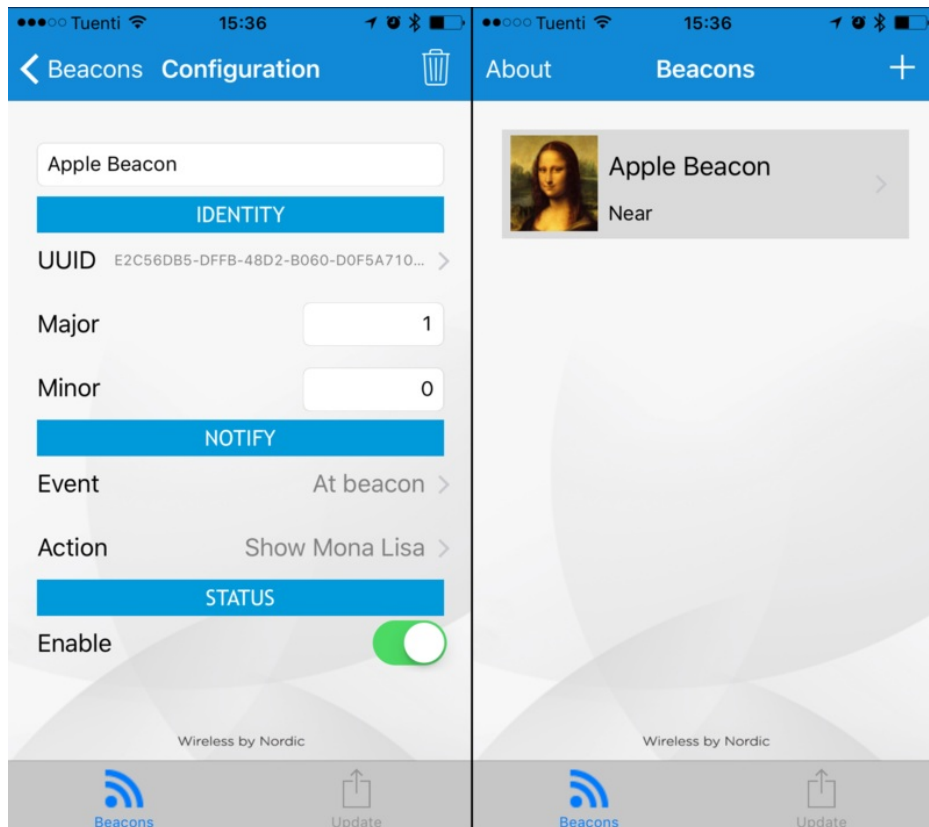 Tuenti 15:36
Beacons Configuration
Apple Beacon
IDENTITY
UUID E2C56DB5-DFFB-48D2-B060-D0F5A710...
Major 1
Minor 0
NOTIFY
Event At beacon
Action Show Mona Lisa
STATUS
Enable
Wireless by Nordic
Beacons Update
Tuenti 15:36
About Beacons
Apple Beacon
Near
Wireless by Nordic
Beacons Update